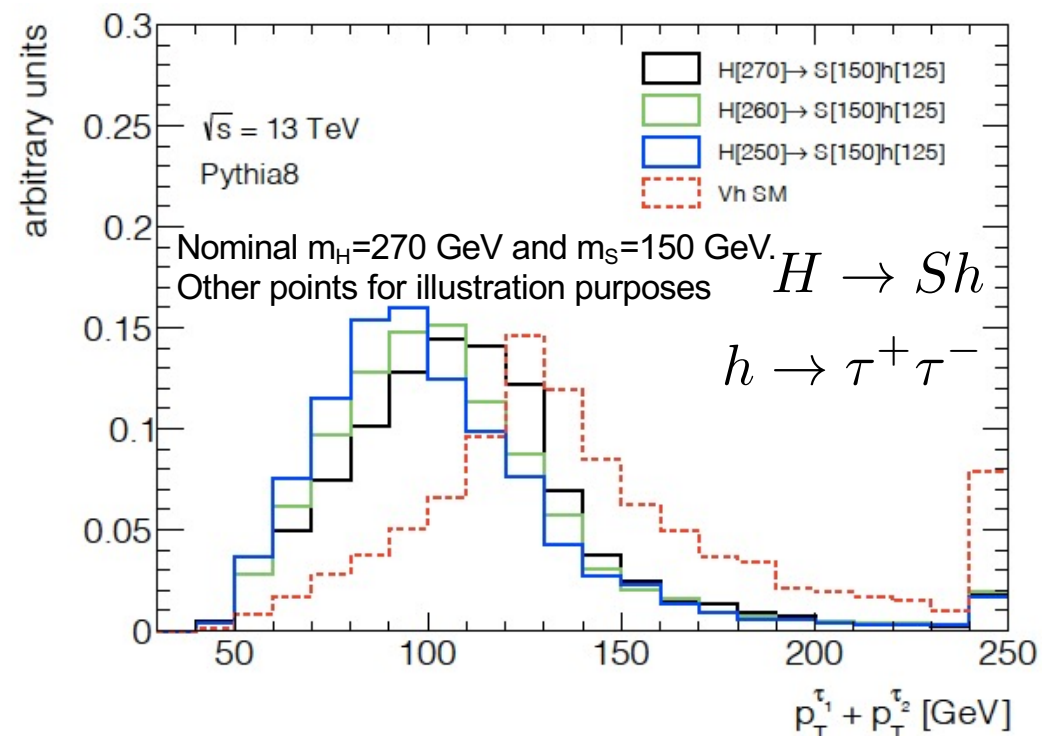 arbitrary units
0.3
0.25
0.2
0.15
0.1
0.05
0
√s = 13 TeV
Pythia8
H[270]→ S[150]h[125]
H[260]→ S[150]h[125]
H[250]→ S[150]h[125]
Vh SM
Nominal m_H=270 GeV and m_S=150 GeV.
Other points for illustration purposes
H → Sh
h → τ⁺τ⁻
50 100 150 200 250
p_T^τ₁ + p_T^τ₂ [GeV]